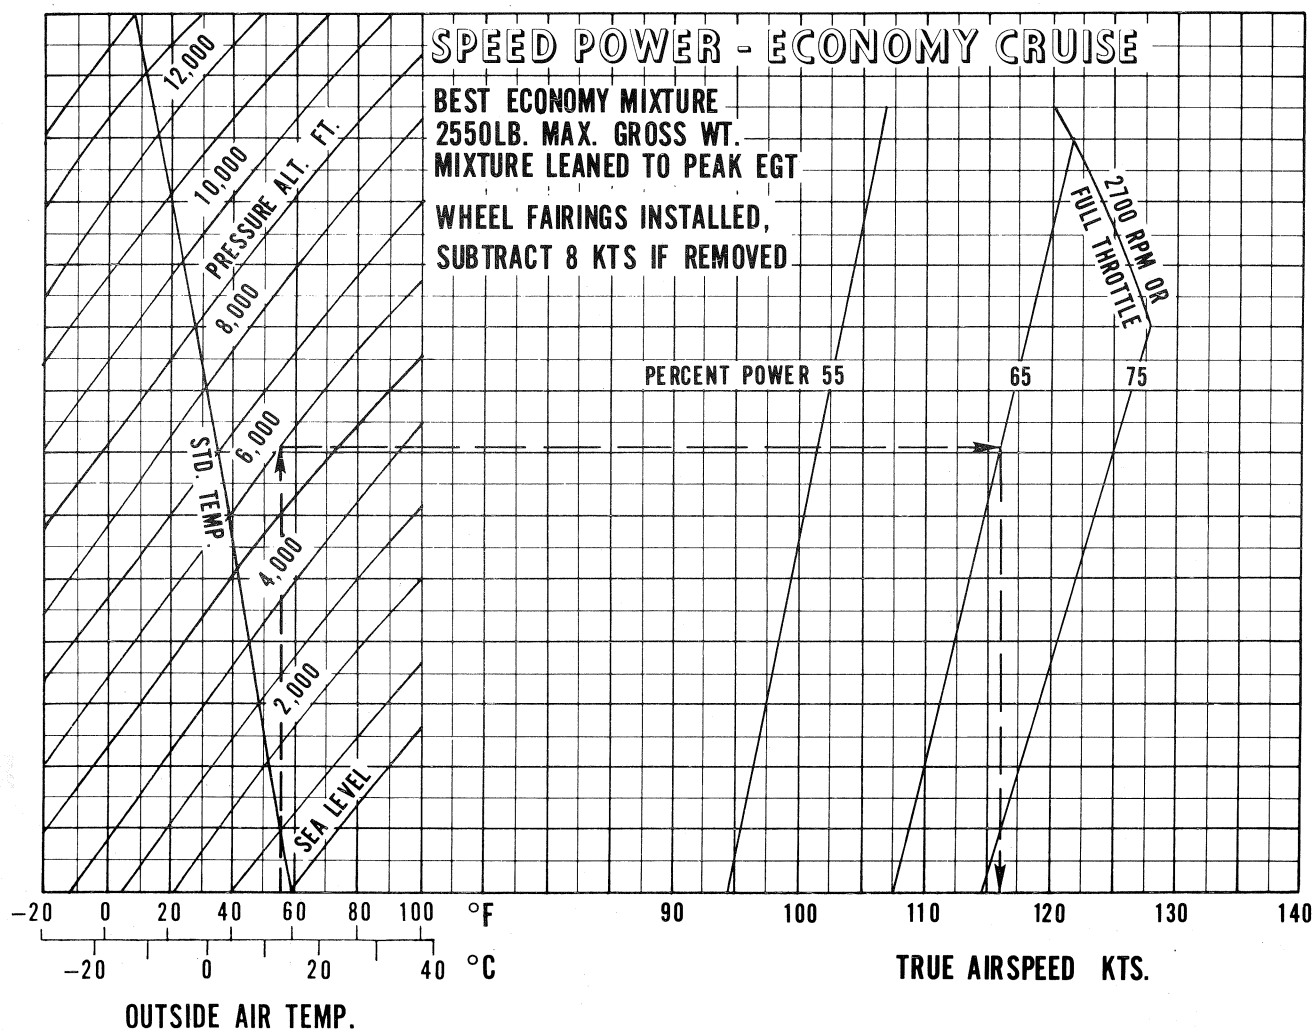 SPEED POWER - ECONOMY CRUISE
BEST ECONOMY MIXTURE
2550LB. MAX. GROSS WT.
MIXTURE LEANED TO PEAK EGT
WHEEL FAIRINGS INSTALLED,
SUBTRACT 8 KTS IF REMOVED
12,000
10,000
PRESSURE ALT. FT.
8,000
6,000
STD. TEMP.
4,000
2,000
SEA LEVEL
2700 RPM OR
FULL THROTTLE
PERCENT POWER 55 65 75
-20 0 20 40 60 80 100 °F 90 100 110 120 130 140
-20 0 20 40 °C
TRUE AIRSPEED KTS.
OUTSIDE AIR TEMP.